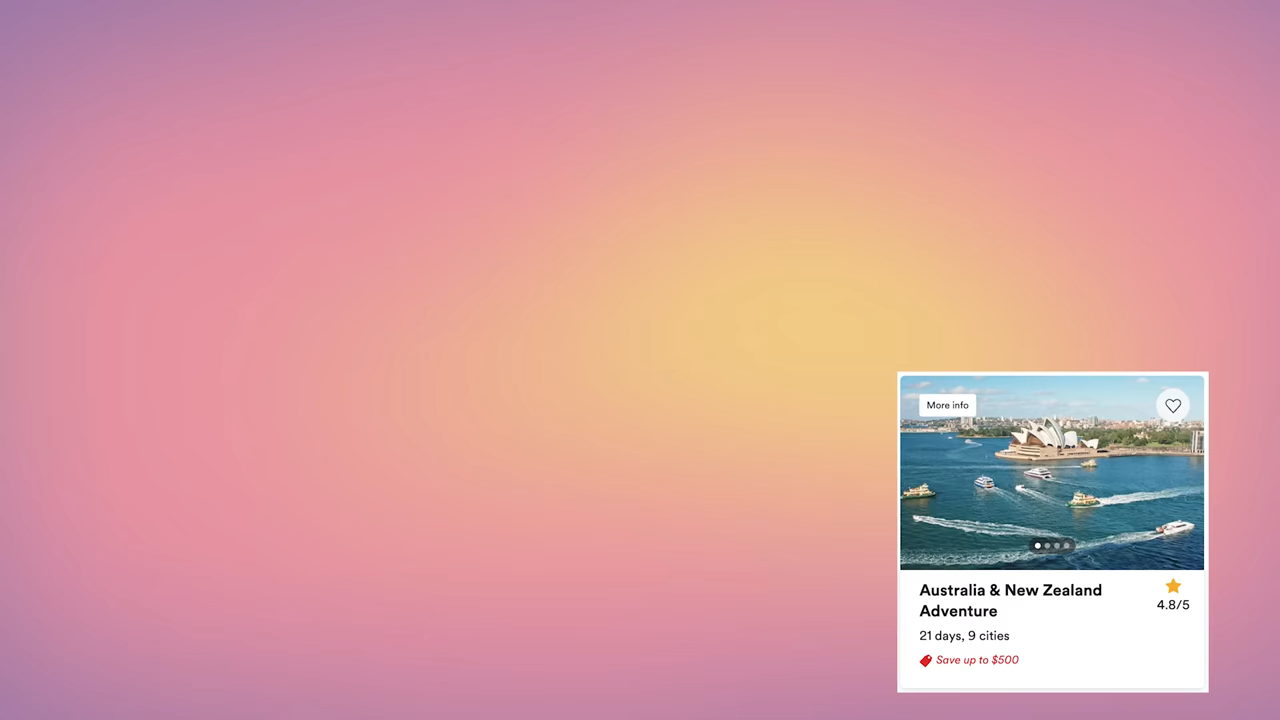 More info
Australia & New Zealand
Adventure
4.8/5
21 days, 9 cities
Save up to $500